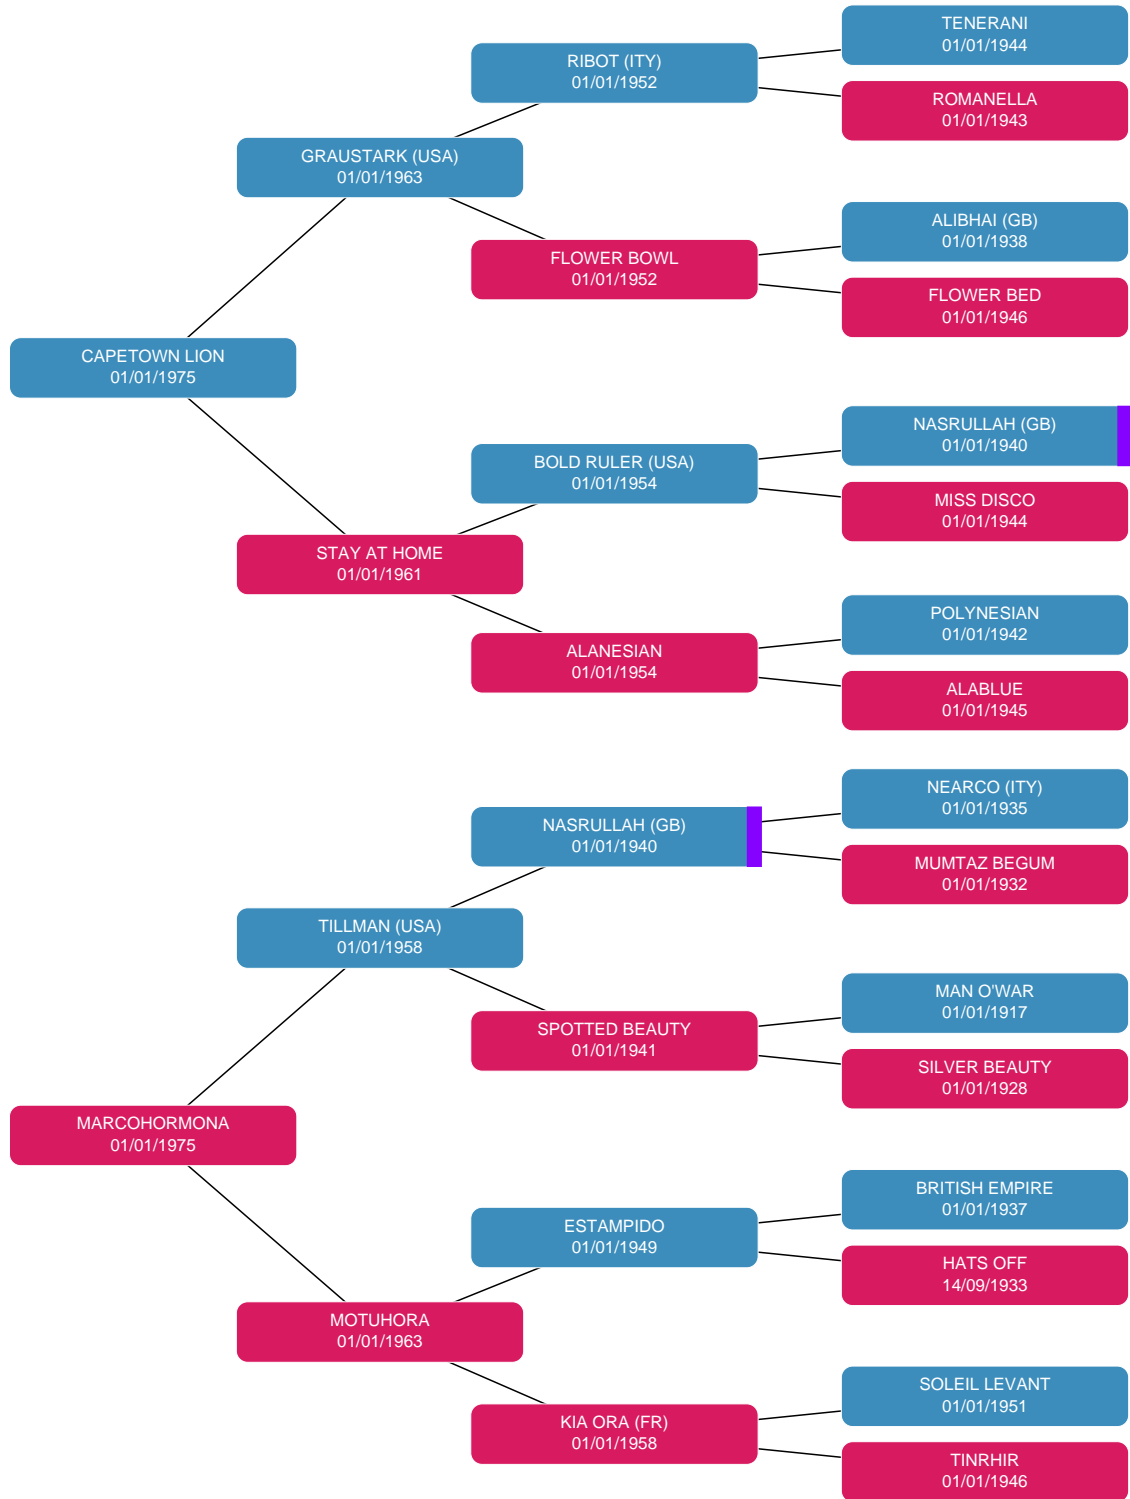 TENERANI
01/01/1944
RIBOT (ITY)
01/01/1952
ROMANELLA
01/01/1943
GRAUSTARK (USA)
01/01/1963
ALIBHAI (GB)
01/01/1938
FLOWER BOWL
01/01/1952
FLOWER BED
01/01/1946
CAPETOWN LION
01/01/1975
NASRULLAH (GB)
01/01/1940
BOLD RULER (USA)
01/01/1954
MISS DISCO
01/01/1944
STAY AT HOME
01/01/1961
POLYNESIAN
01/01/1942
ALANESIAN
01/01/1954
ALABLUE
01/01/1945
NEARCO (ITY)
01/01/1935
NASRULLAH (GB)
01/01/1940
MUMTAZ BEGUM
01/01/1932
TILLMAN (USA)
01/01/1958
MAN O'WAR
01/01/1917
SPOTTED BEAUTY
01/01/1941
SILVER BEAUTY
01/01/1928
MARCOHORMONA
01/01/1975
BRITISH EMPIRE
01/01/1937
ESTAMPIDO
01/01/1949
HATS OFF
14/09/1933
MOTUHORA
01/01/1963
SOLEIL LEVANT
01/01/1951
KIA ORA (FR)
01/01/1958
TINRHIR
01/01/1946